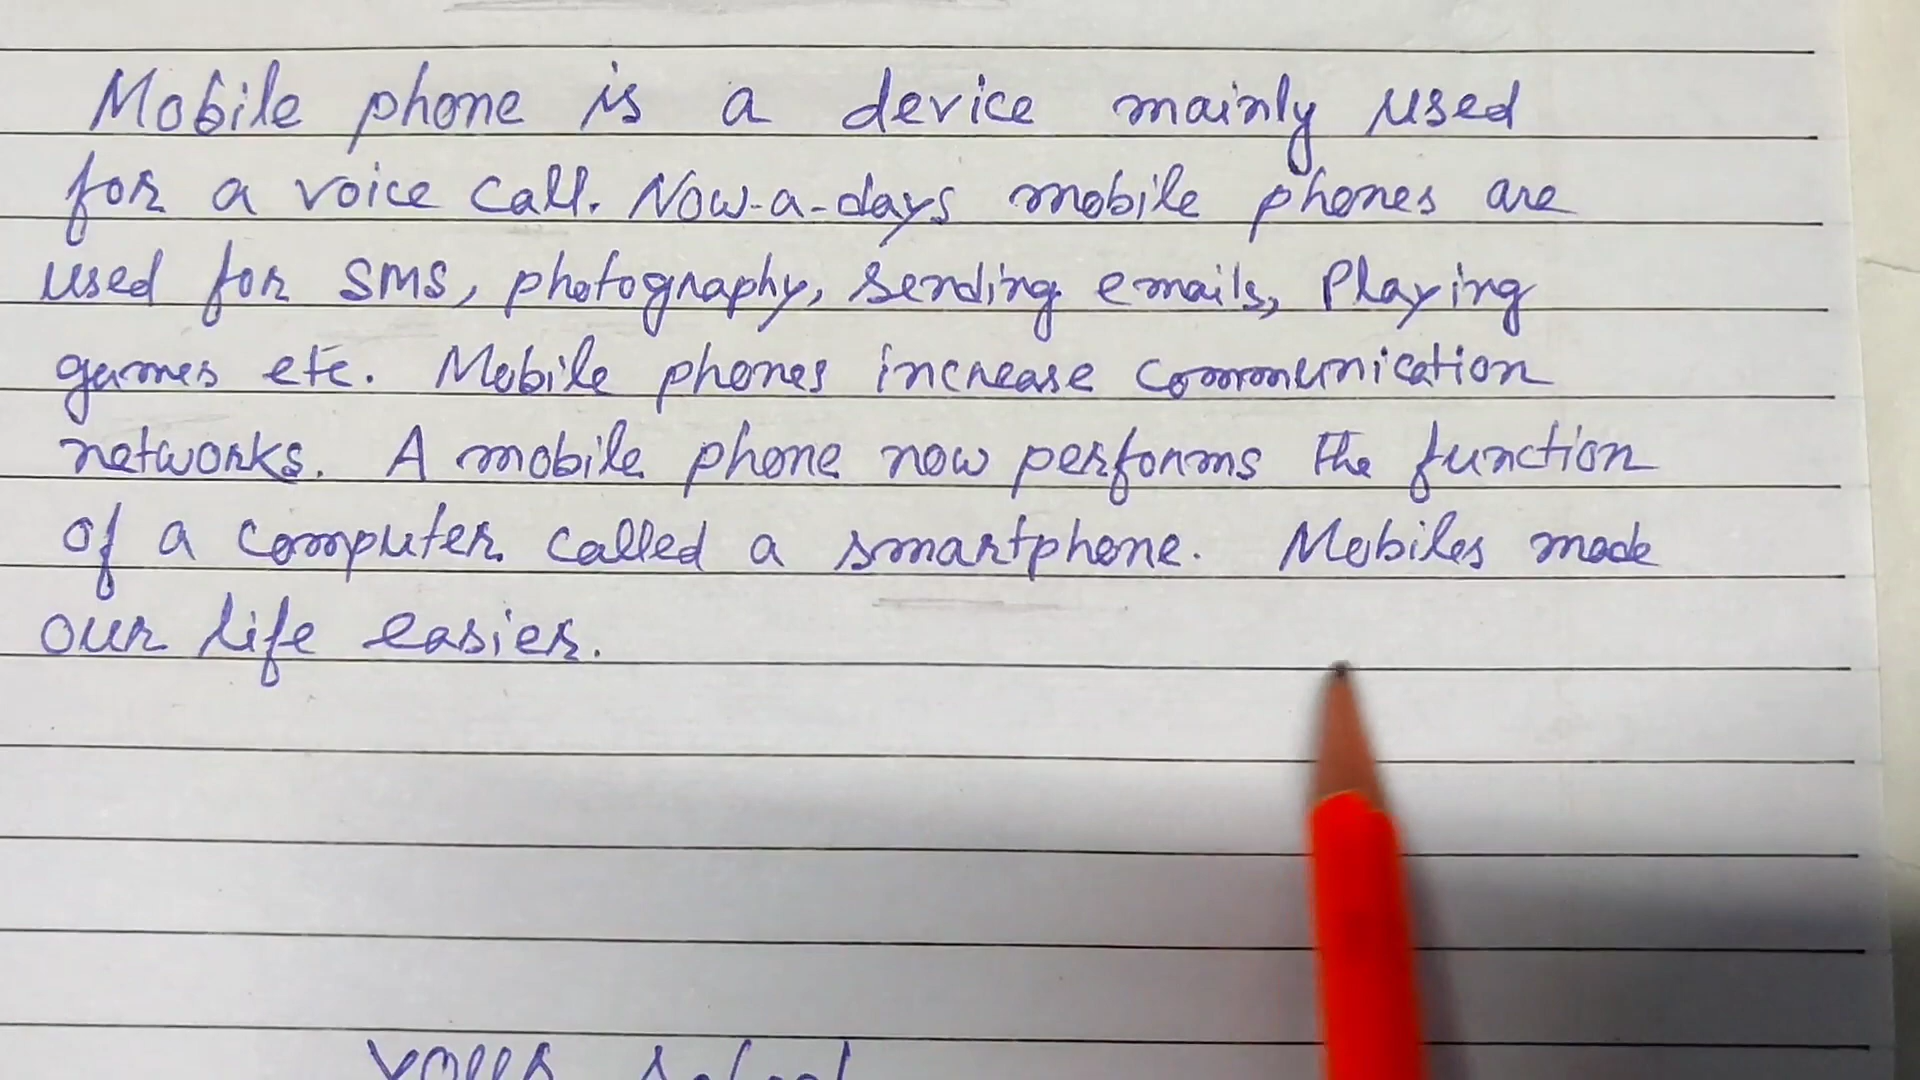 Mobile phone is a device mainly used
for a voice call. Now-a-days mobile phones are
used for SMS, photography, sending emails, Playing
games etc. Mobile phones increase communication
networks. A mobile phone now performs the function
of a computer called a smartphone. Mobiles made
our life easier.